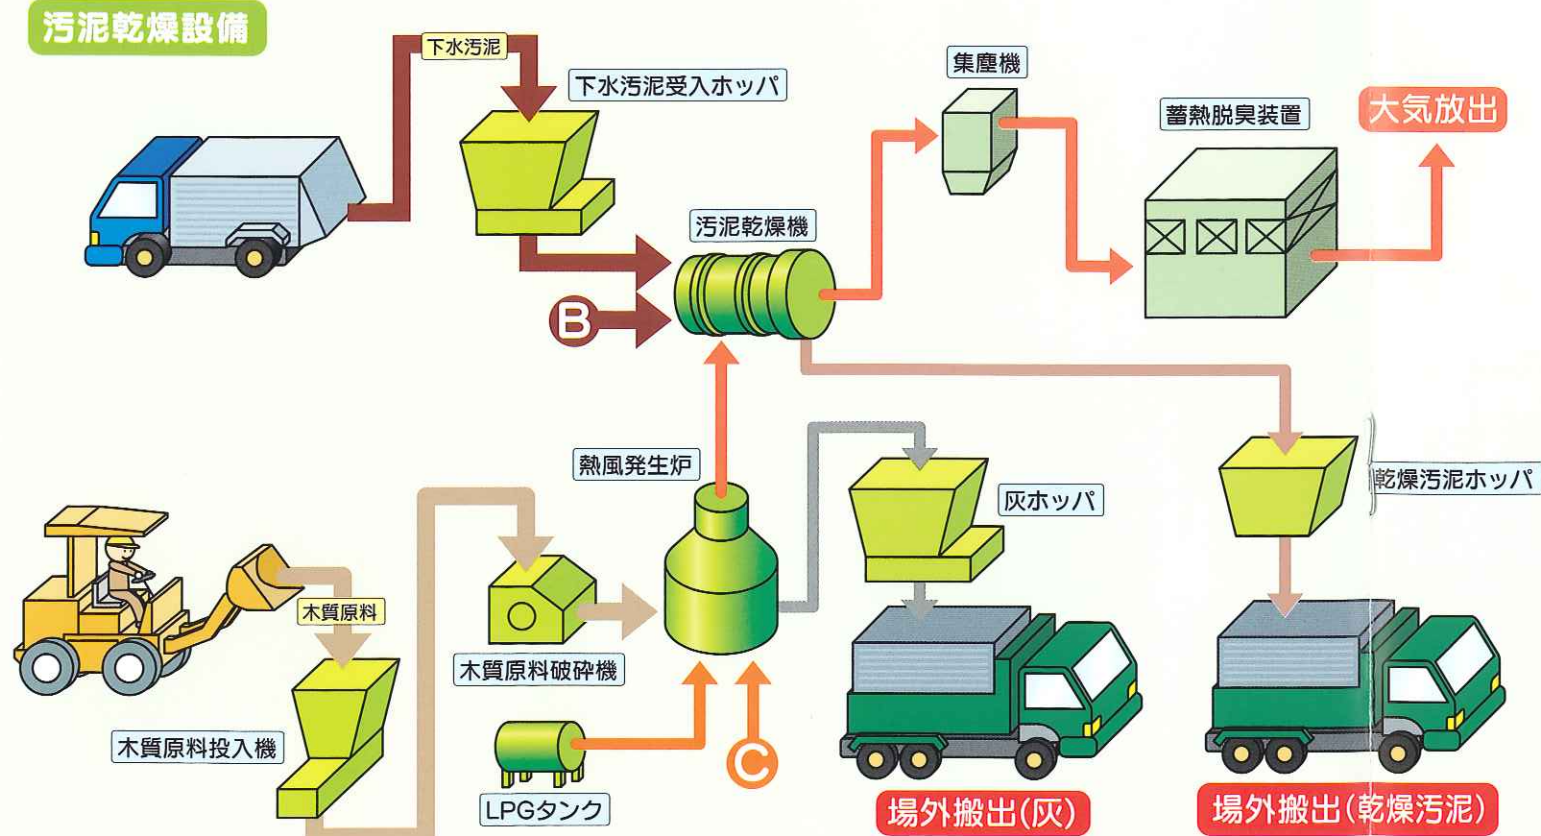 汚泥乾燥設備
下水汚泥
下水汚泥受入ホッパ
集塵機
蓄熱脱臭装置
大気放出
汚泥乾燥機
B
熱風発生炉
灰ホッパ
乾燥汚泥ホッパ
木質原料
木質原料破砕機
木質原料投入機
LPGタンク
C
場外搬出(灰)
場外搬出(乾燥汚泥)